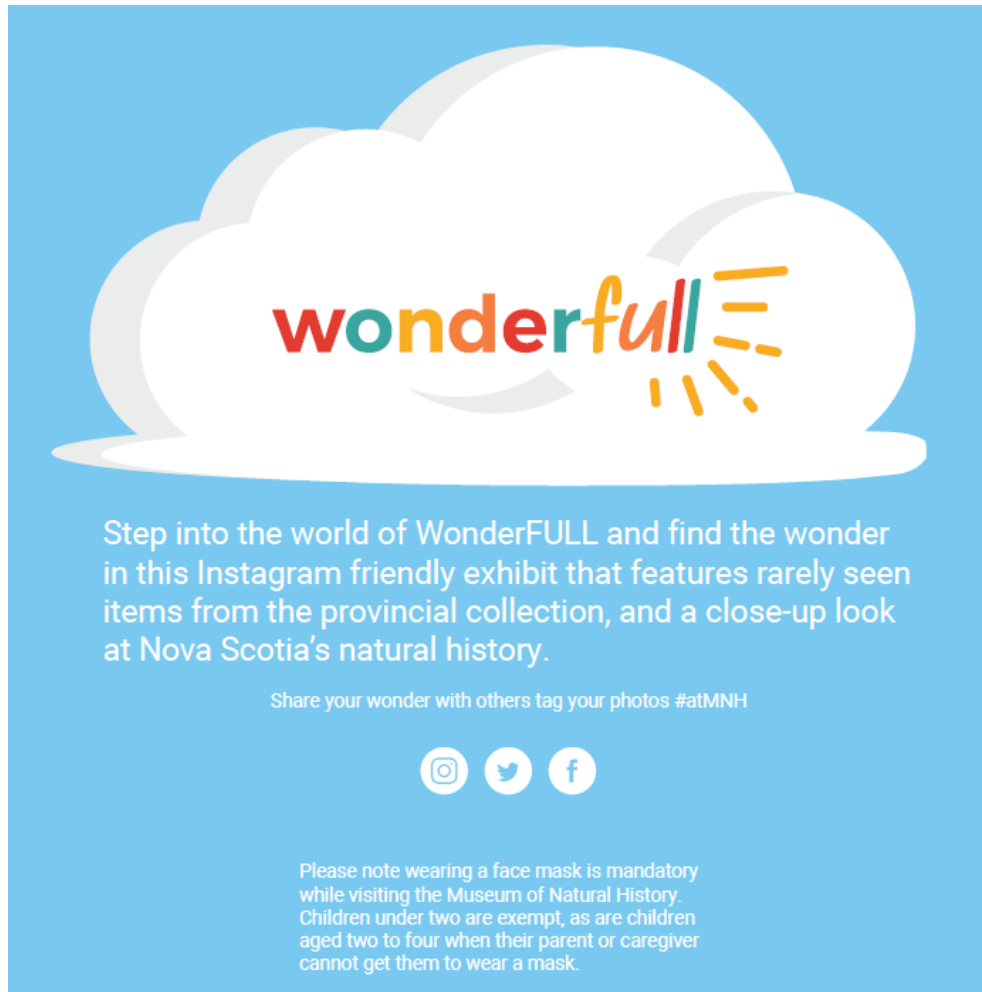 wonderfull
Step into the world of WonderFULL and find the wonder
in this Instagram friendly exhibit that features rarely seen
items from the provincial collection, and a close-up look
at Nova Scotia’s natural history.
Share your wonder with others tag your photos #atMNH
Please note wearing a face mask is mandatory
while visiting the Museum of Natural History.
Children under two are exempt, as are children
aged two to four when their parent or caregiver
cannot get them to wear a mask.